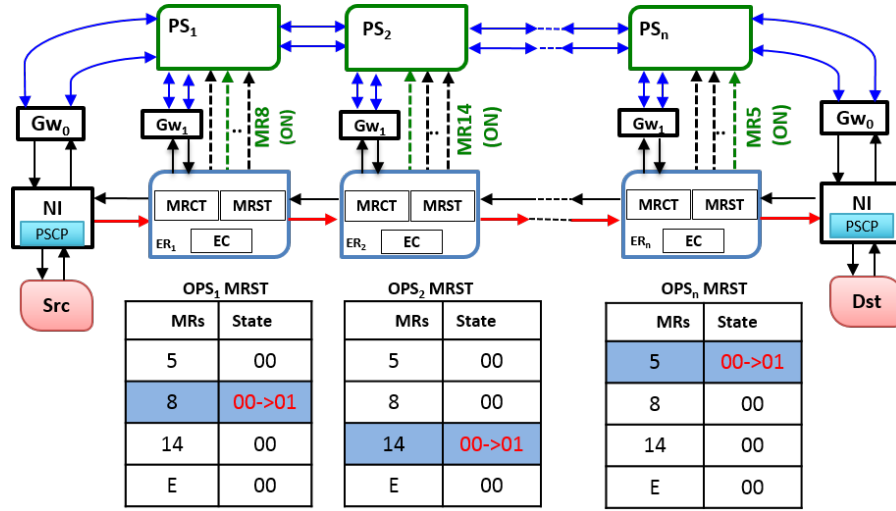 PS1 PS2 PSn
Gw0 Gw1 .. MR8 (ON) Gw1 .. MR14 (ON) Gw1 .. MR5 (ON) Gw0
NI MRCT MRST MRCT MRST MRCT MRST NI
PSCP ER1 EC ER2 EC ERn EC PSCP
Src OPS1 MRST OPS2 MRST OPSn MRST Dst
MRs State MRs State MRs State
5 00 5 00 5 00->01
8 00->01 8 00 8 00
14 00 14 00->01 14 00
E 00 E 00 E 00